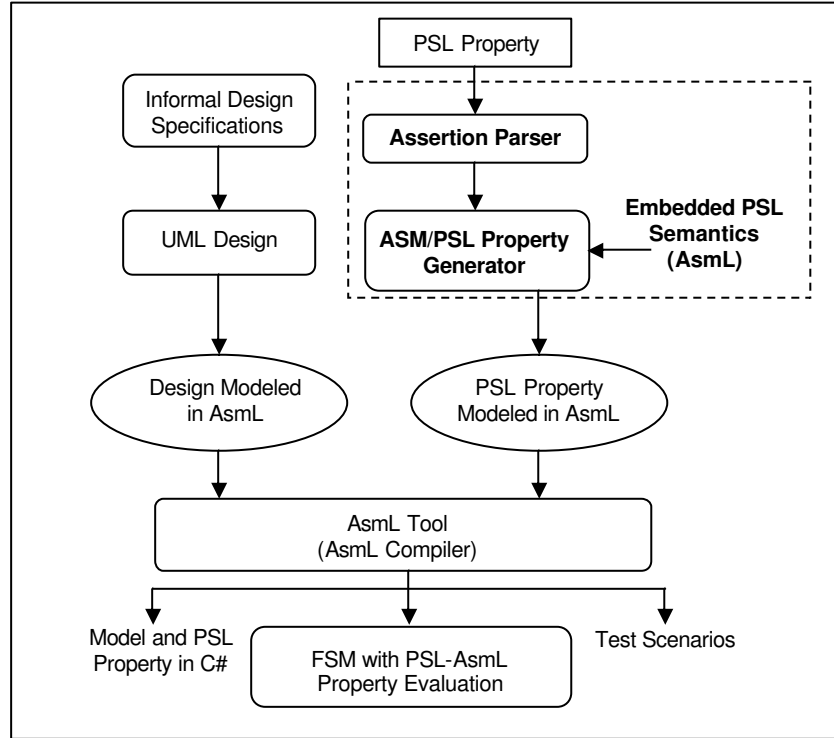 PSL Property
Informal Design
Specifications
Assertion Parser
UML Design
ASM/PSL Property
Generator
Embedded PSL
Semantics
(AsmL)
Design Modeled
in AsmL
PSL Property
Modeled in AsmL
AsmL Tool
(AsmL Compiler)
Model and PSL
Property in C#
FSM with PSL-AsmL
Property Evaluation
Test Scenarios